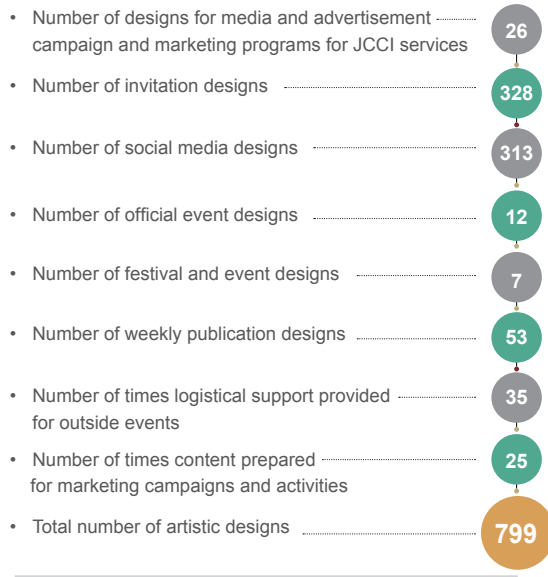 • Number of designs for media and advertisement
campaign and marketing programs for JCCI services
26
• Number of invitation designs
328
• Number of social media designs
313
• Number of official event designs
12
• Number of festival and event designs
7
• Number of weekly publication designs
53
• Number of times logistical support provided
for outside events
35
• Number of times content prepared
for marketing campaigns and activities
25
• Total number of artistic designs
799